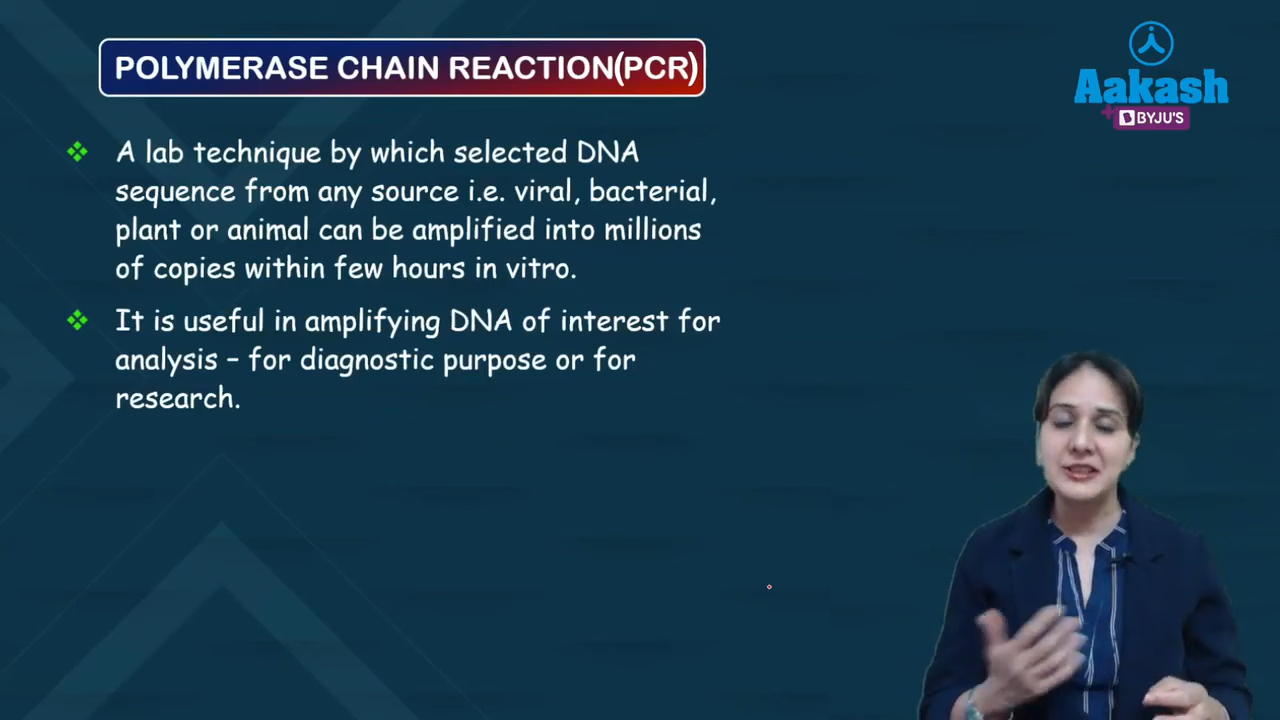 POLYMERASE CHAIN REACTION(PCR)
Aakash
BYJU'S
A lab technique by which selected DNA
sequence from any source i.e. viral, bacterial,
plant or animal can be amplified into millions
of copies within few hours in vitro.
It is useful in amplifying DNA of interest for
analysis – for diagnostic purpose or for
research.